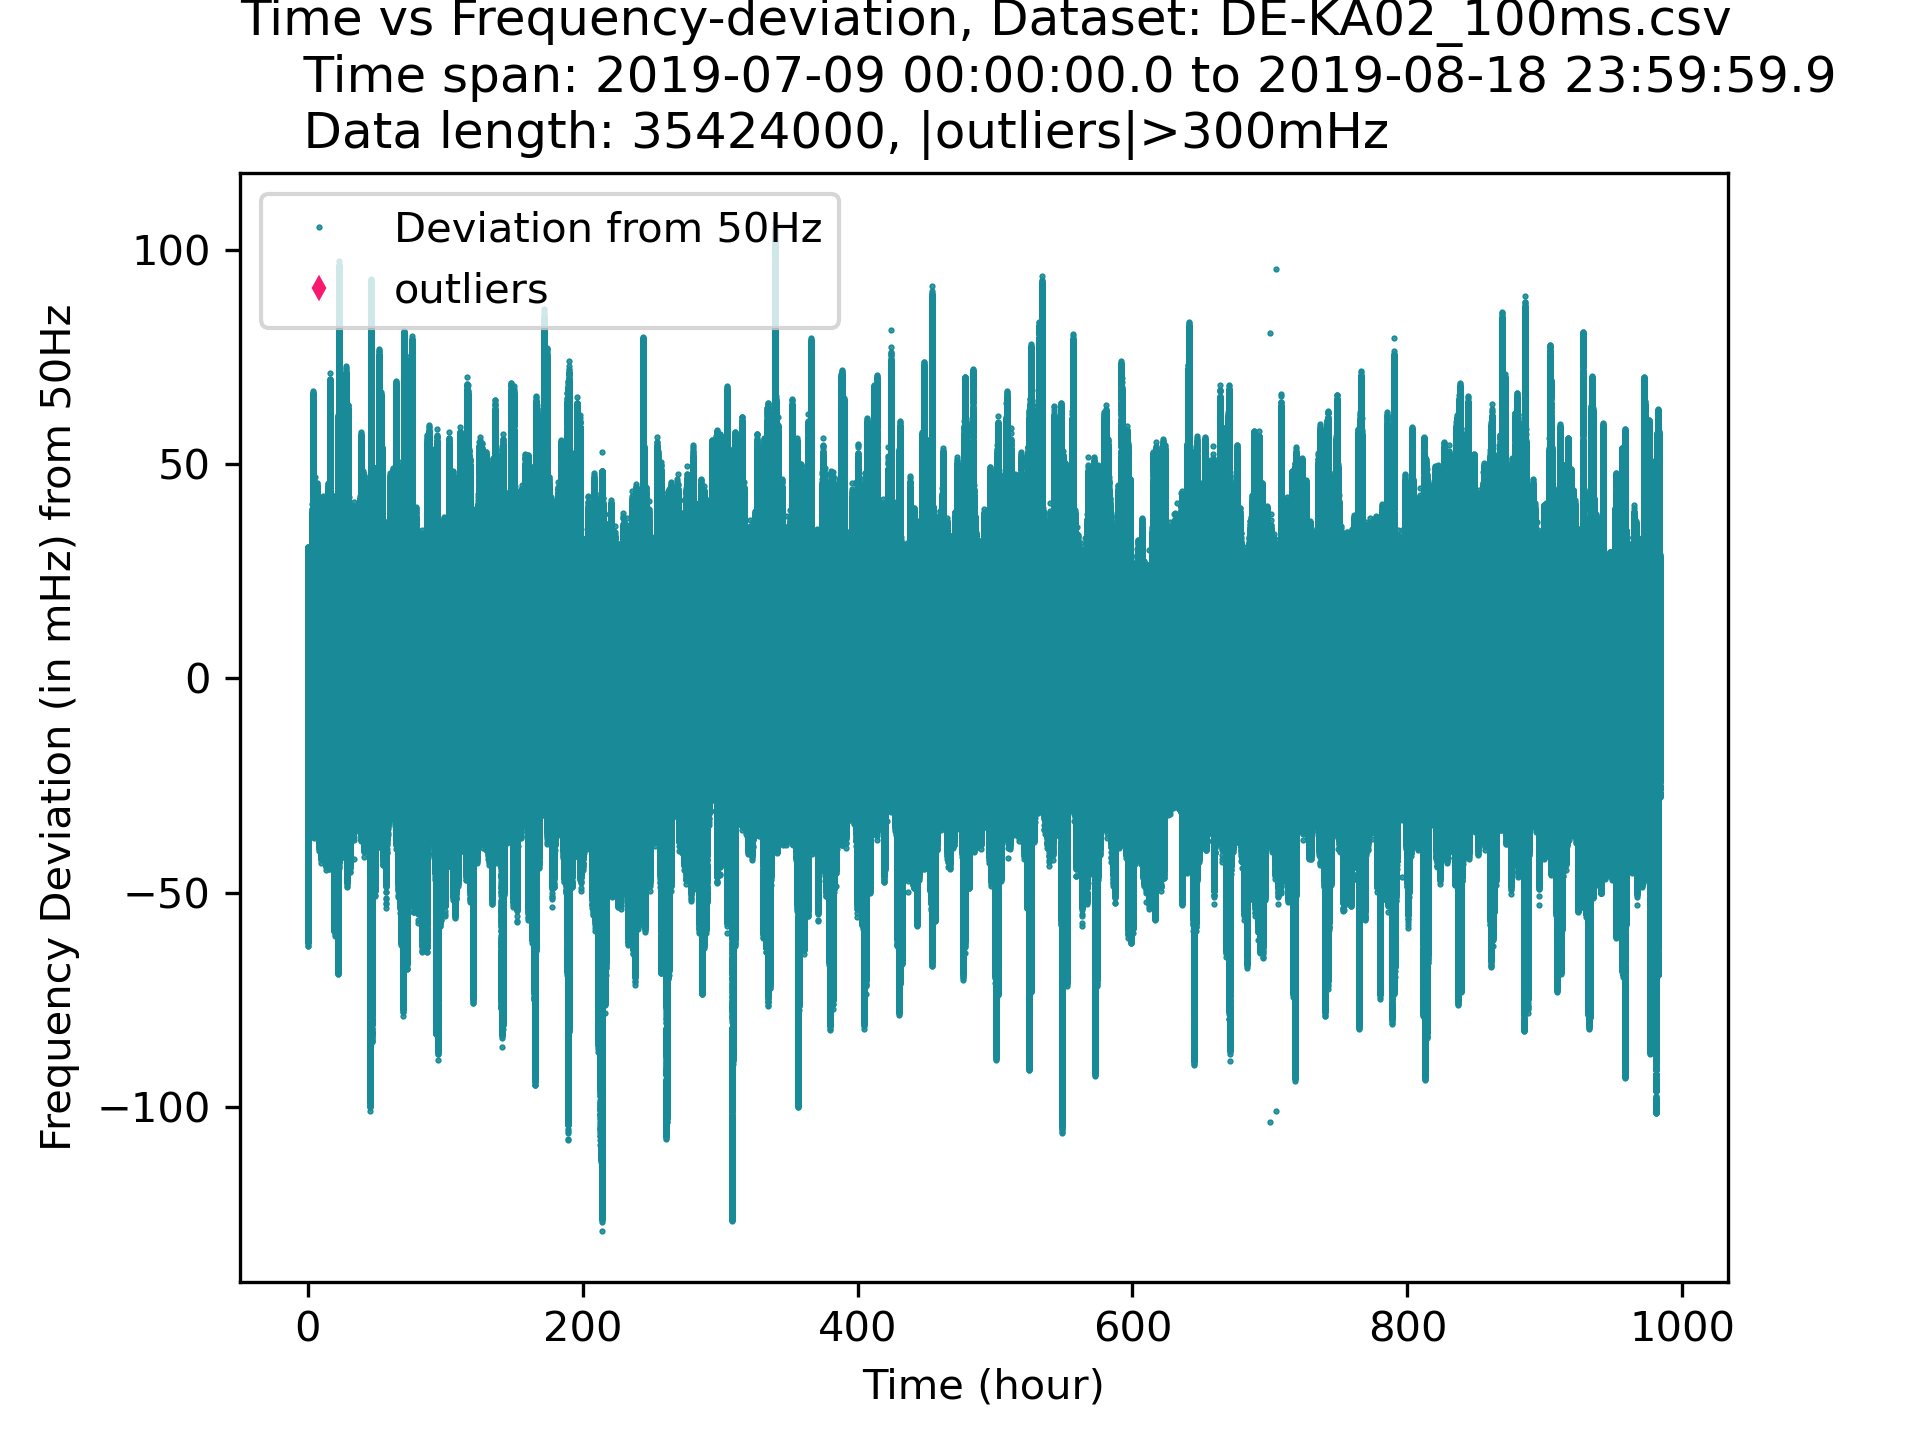 Time vs Frequency-deviation, Dataset: DE-KA02_100ms.csv
Time span: 2019-07-09 00:00:00.0 to 2019-08-18 23:59:59.9
Data length: 35424000, |outliers|>300mHz
Deviation from 50Hz
outliers
Frequency Deviation (in mHz) from 50Hz
100
50
0
−50
−100
0 200 400 600 800 1000
Time (hour)